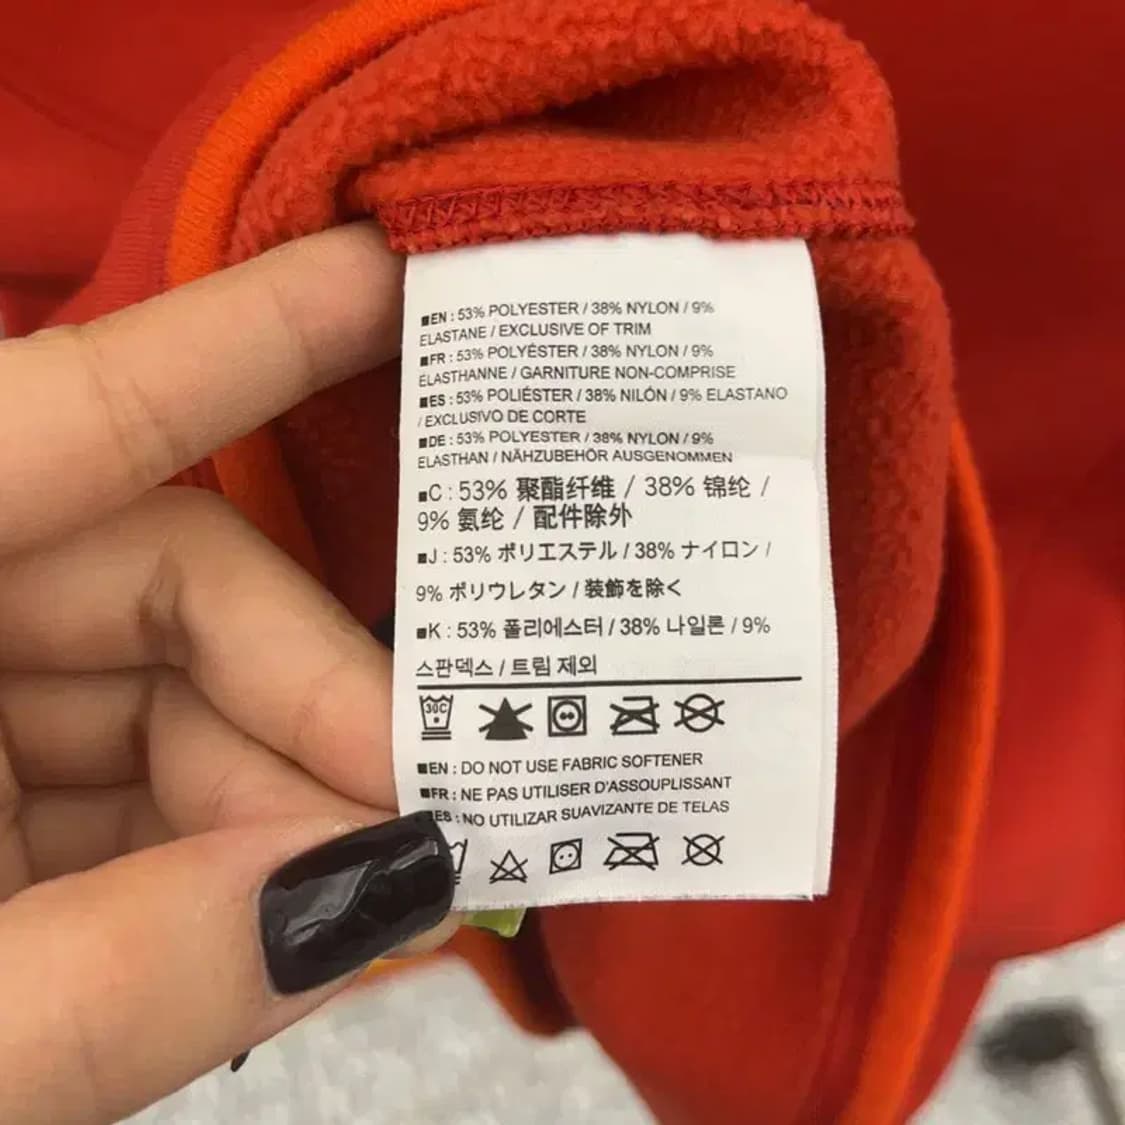 ■EN : 53% POLYESTER / 38% NYLON / 9%
ELASTANE / EXCLUSIVE OF TRIM
■FR : 53% POLYÉSTER / 38% NYLON / 9%
ÉLASTHANNE / GARNITURE NON-COMPRISE
■ES : 53% POLIÉSTER / 38% NILÓN / 9% ELASTANO
/ EXCLUSIVO DE CORTE
■DE : 53% POLYESTER / 38% NYLON / 9%
ELASTHAN / NÄHZUBEHÖR AUSGENOMMEN
■C : 53% 聚酯纤维 / 38% 锦纶 /
9% 氨纶 / 配件除外
■J : 53% ポリエステル / 38% ナイロン /
9% ポリウレタン / 装飾を除く
■K : 53% 폴리에스터 / 38% 나일론 / 9%
스판덱스 / 트림 제외
30C
■EN : DO NOT USE FABRIC SOFTENER
■FR : NE PAS UTILISER D'ASSOUPLISSANT
ES : NO UTILIZAR SUAVIZANTE DE TELAS